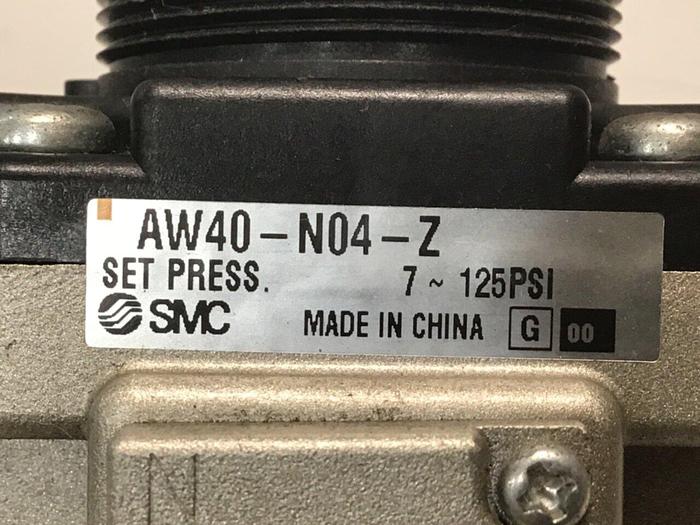 AW40-N04-Z
SET PRESS. 7 ~ 125PSI
SMC MADE IN CHINA G 00
N